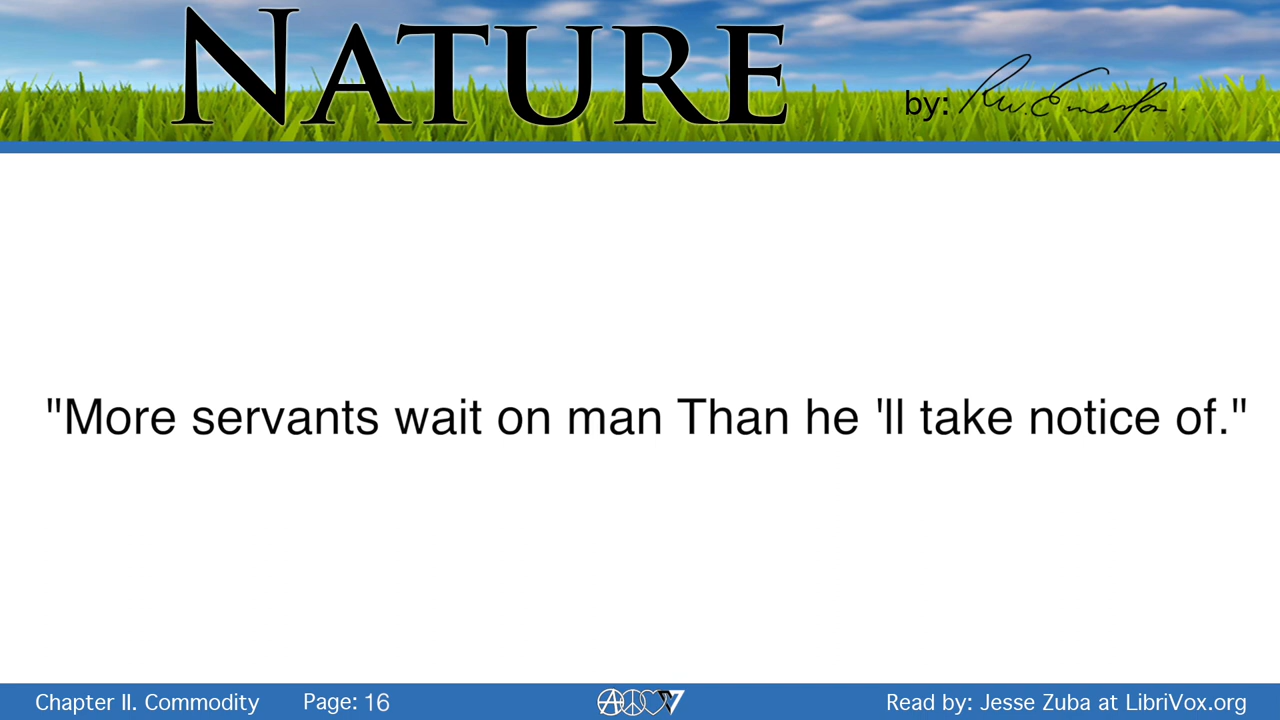 NATURE
by: R.W. Emerson
"More servants wait on man Than he 'll take notice of."
Chapter II. Commodity Page: 16 Read by: Jesse Zuba at LibriVox.org